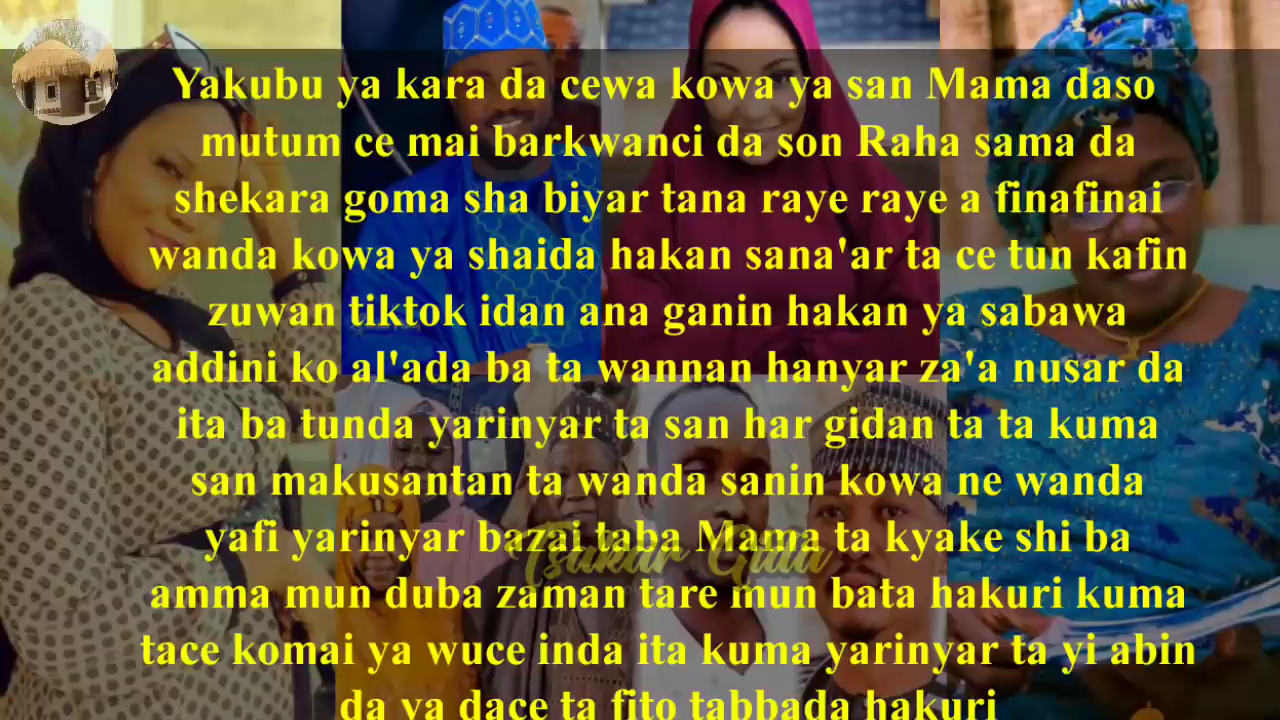 Yakubu ya kara da cewa kowa ya san Mama daso
mutum ce mai barkwanci da son Raha sama da
shekara goma sha biyar tana raye raye a finafinai
wanda kowa ya shaida hakan sana'ar ta ce tun kafin
zuwan tiktok idan ana ganin hakan ya sabawa
addini ko al'ada ba ta wannan hanyar za'a nusar da
ita ba tunda yarinyar ta san har gidan ta ta kuma
san makusantan ta wanda sanin kowa ne wanda
yafi yarinyar bazai taba Mama ta kyake shi ba
Tsakar Gida
amma mun duba zaman tare mun bata hakuri kuma
tace komai ya wuce inda ita kuma yarinyar ta yi abin
da ya dace ta fito tabbada hakuri